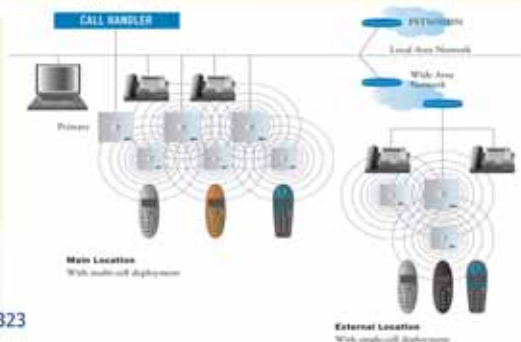 CALL HANDLER
PSTN/ISDN
Local Area Network
Wide Area
Network
Primary
Main Location
With multi-cell deployment
323
External Location
With single-cell deployment